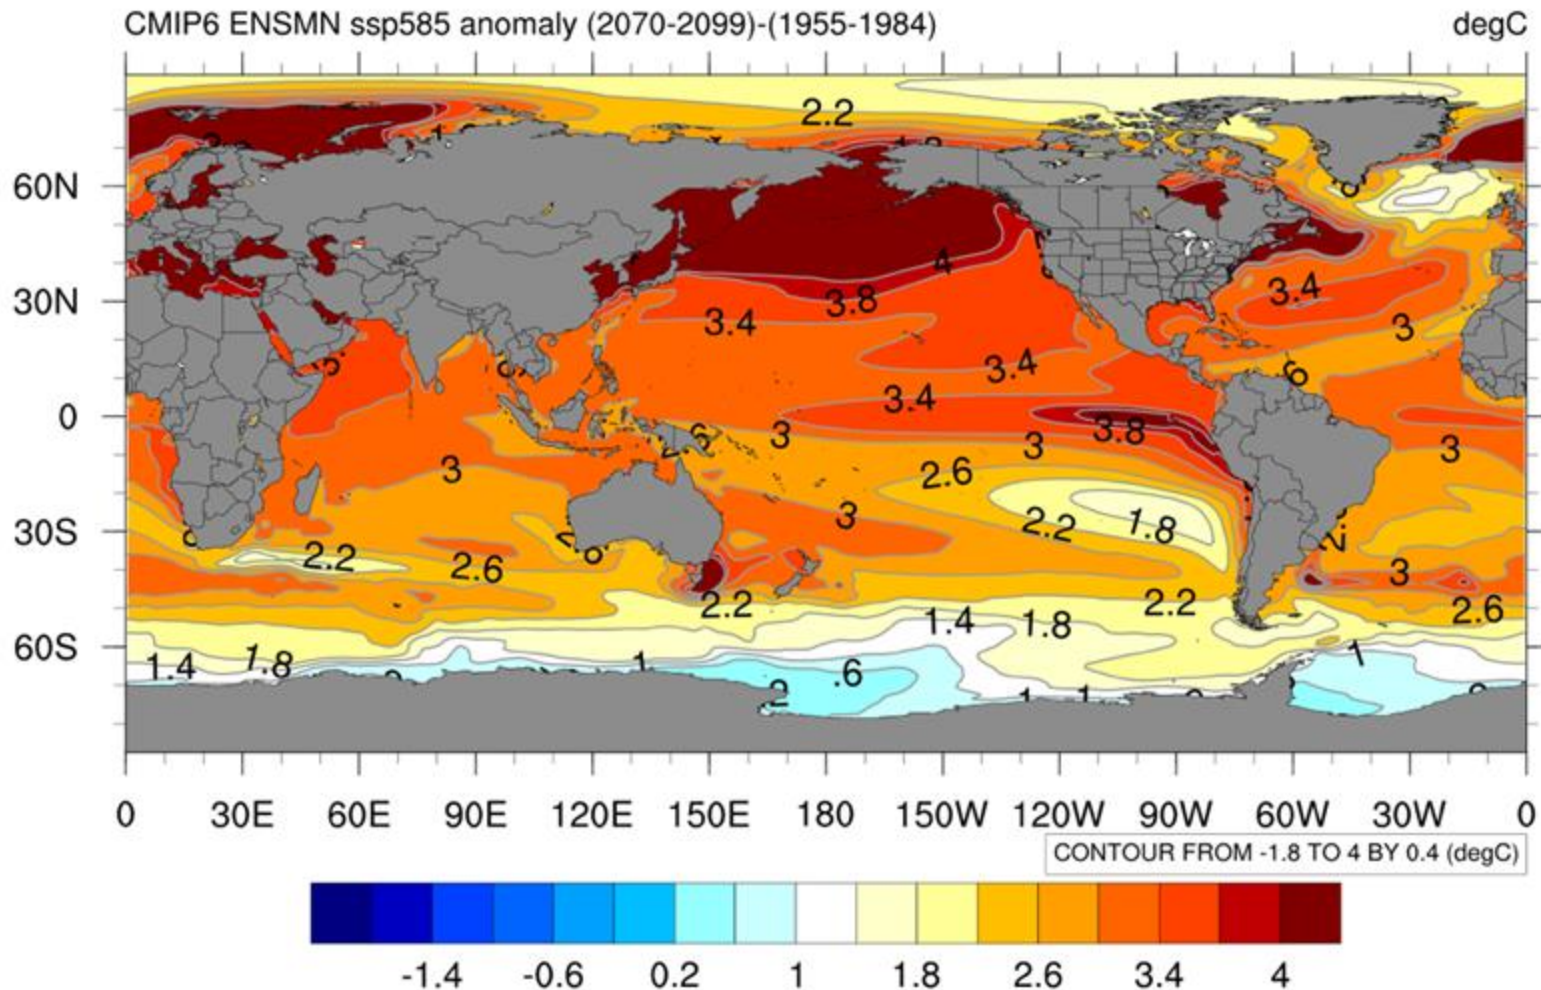 CMIP6 ENSMN ssp585 anomaly (2070-2099)-(1955-1984) degC
2.2
60N
4
30N 3.8 3.4
3.4 3
3.4 6
0 3.4
3 3.8 3 3
3 2.6
3 2.2 1.8
30S 2.2 2.6
3
2.2 2.2 2.6
1.4 1.8
60S 1.4 1.8 1 .6 1
0 30E 60E 90E 120E 150E 180 150W 120W 90W 60W 30W 0
CONTOUR FROM -1.8 TO 4 BY 0.4 (degC)
-1.4 -0.6 0.2 1 1.8 2.6 3.4 4